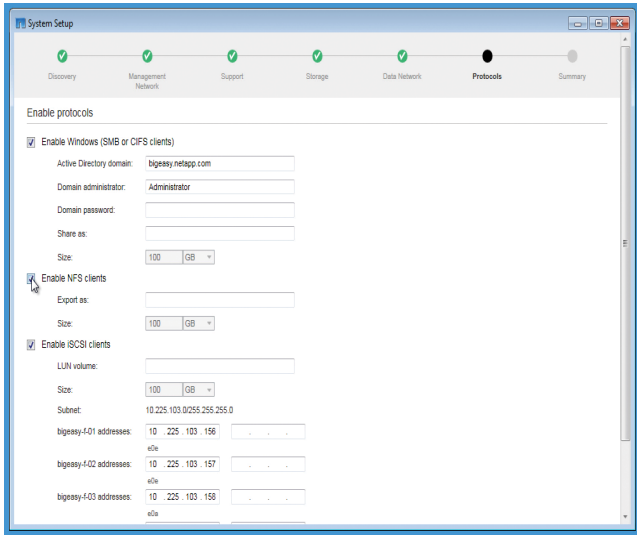 System Setup
Discovery
Management
Network
Support
Storage
Data Network
Protocols
Summary
Enable protocols
Enable Windows (SMB or CIFS clients)
Active Directory domain: bigeasy.netapp.com
Domain administrator: Administrator
Domain password:
Share as:
Size: 100 GB
Enable NFS clients
Export as:
Size: 100 GB
Enable iSCSI clients
LUN volume:
Size: 100 GB
Subnet: 10.225.103.0/255.255.255.0
bigeasy-f-01 addresses: 10 . 225 . 103 . 156 . . .
e0e
bigeasy-f-02 addresses: 10 . 225 . 103 . 157 . . .
e0e
bigeasy-f-03 addresses: 10 . 225 . 103 . 158 . . .
e0a